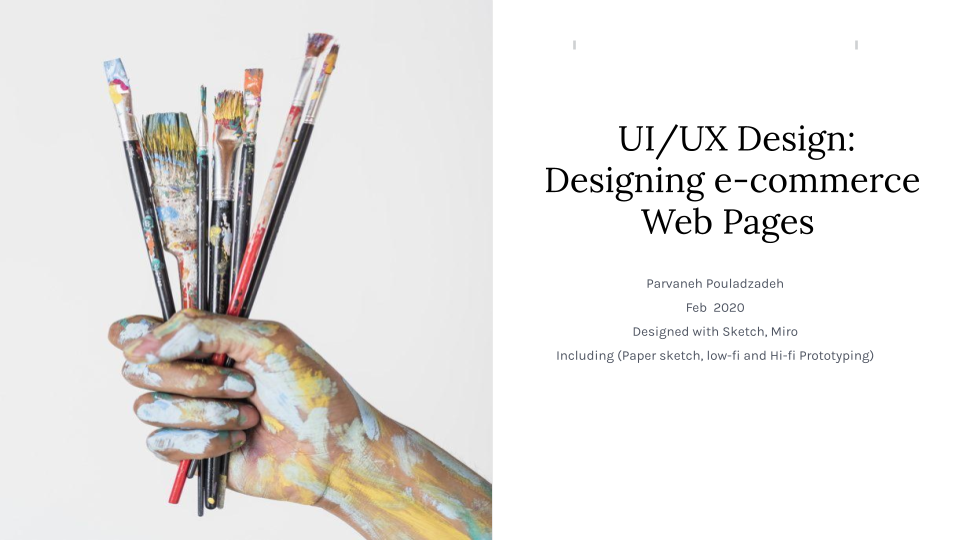 UI/UX Design:
Designing e-commerce
Web Pages
Parvaneh Pouladzadeh
Feb  2020
Designed with Sketch, Miro
Including (Paper sketch, low-fi and Hi-fi Prototyping)